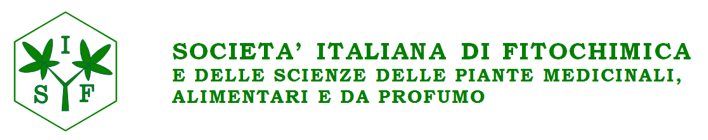 I
S F
SOCIETA' ITALIANA DI FITOCHIMICA
E DELLE SCIENZE DELLE PIANTE MEDICINALI,
ALIMENTARI E DA PROFUMO